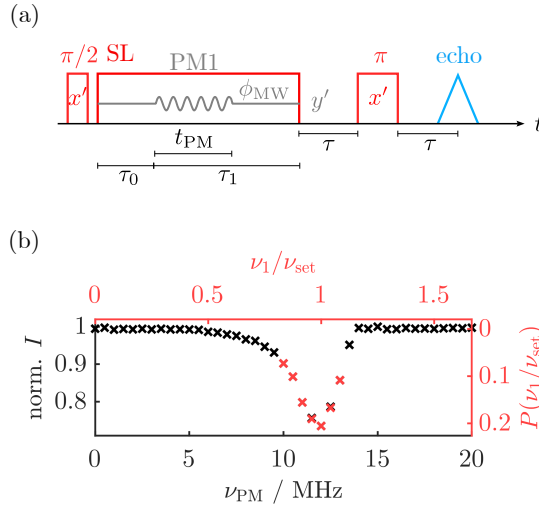 (a)
π/2 SL PM1 π echo
x′ ϕMW y′ x′
t
tPM τ τ
τ0 τ1
(b)
ν1/νset
0 0.5 1 1.5
norm. I
1
0.9
0.8
0
0.1
0.2
P(ν1/νset)
0 5 10 15 20
νPM / MHz